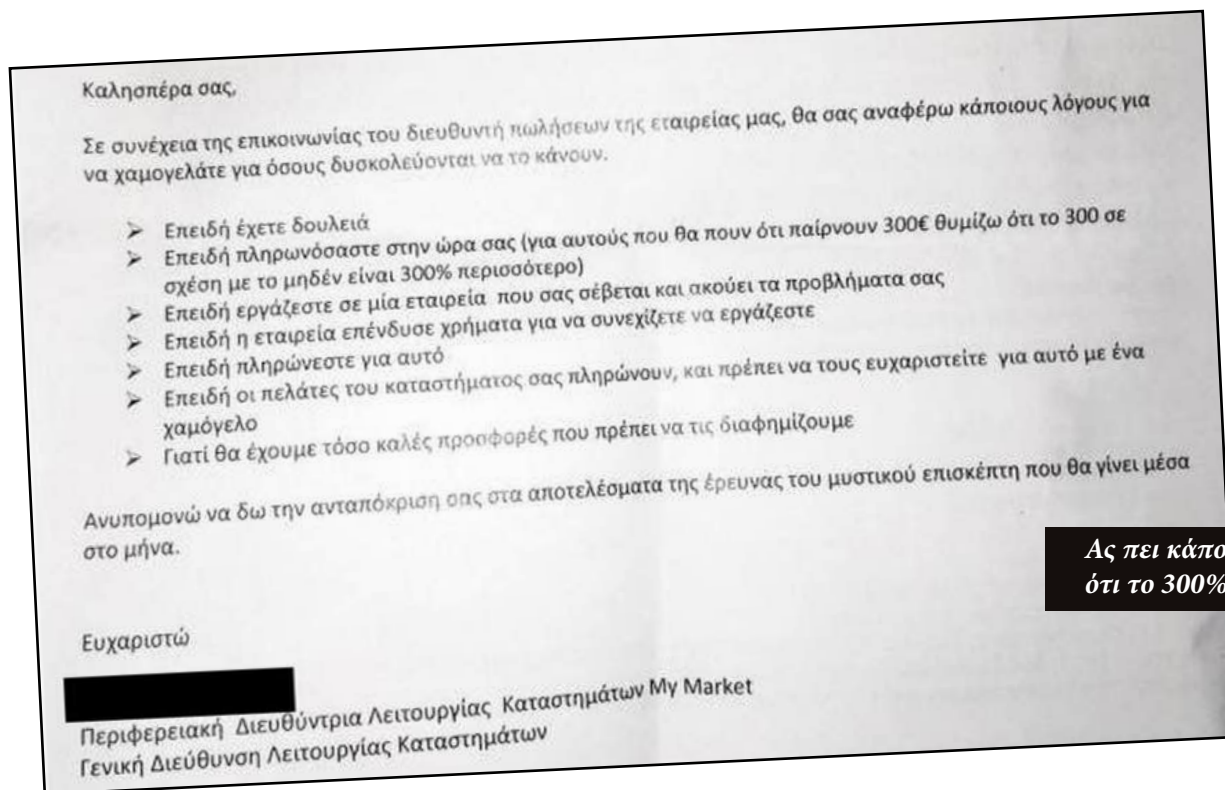 Καλησπέρα σας,
Σε συνέχεια της επικοινωνίας του διευθυντή πωλήσεων της εταιρείας μας, θα σας αναφέρω κάποιους λόγους για
να χαμογελάτε για όσους δυσκολεύονται να το κάνουν.
➢ Επειδή έχετε δουλειά
➢ Επειδή πληρωνόσαστε στην ώρα σας (για αυτούς που θα πουν ότι παίρνουν 300€ θυμίζω ότι το 300 σε
σχέση με το μηδέν είναι 300% περισσότερο)
➢ Επειδή εργάζεστε σε μία εταιρεία που σας σέβεται και ακούει τα προβλήματα σας
➢ Επειδή η εταιρεία επένδυσε χρήματα για να συνεχίζετε να εργάζεστε
➢ Επειδή πληρώνεστε για αυτό
➢ Επειδή οι πελάτες του καταστήματος σας πληρώνουν, και πρέπει να τους ευχαριστείτε για αυτό με ένα
χαμόγελο
➢ Γιατί θα έχουμε τόσο καλές προσφορές που πρέπει να τις διαφημίζουμε
Ανυπομονώ να δω την ανταπόκριση σας στα αποτελέσματα της έρευνας του μυστικού επισκέπτη που θα γίνει μέσα
στο μήνα.
Ας πει κάπο
ότι το 300%
Ευχαριστώ
Περιφερειακή Διευθύντρια Λειτουργίας Καταστημάτων My Market
Γενική Διεύθυνση Λειτουργίας Καταστημάτων